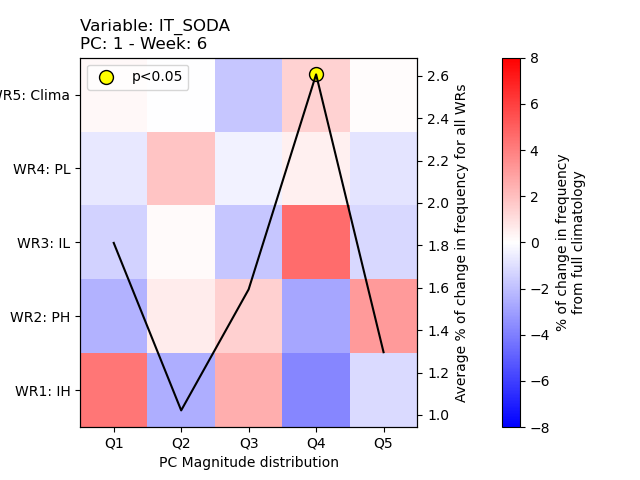 Variable: IT_SODA
PC: 1 - Week: 6
p<0.05
WR5: Clima
WR4: PL
WR3: IL
WR2: PH
WR1: IH
Q1 Q2 Q3 Q4 Q5
PC Magnitude distribution
2.6
2.4
2.2
2.0
1.8
1.6
1.4
1.2
1.0
Average % of change in frequency for all WRs
8
6
4
2
0
−2
−4
−6
−8
% of change in frequency
from full climatology